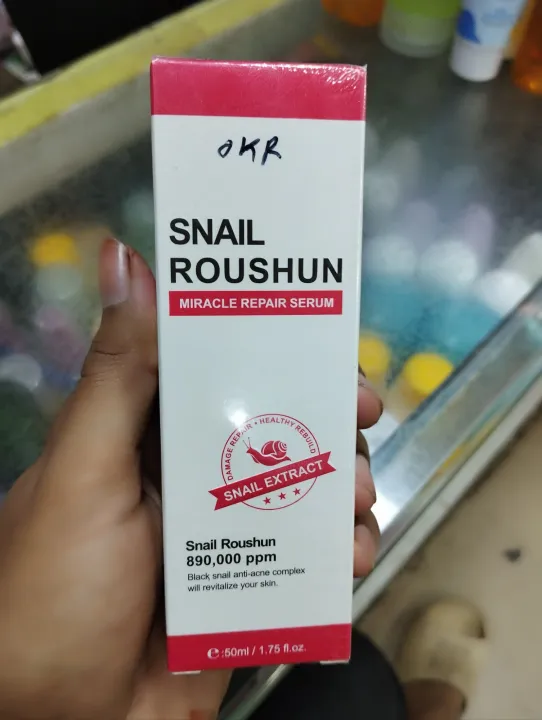 OKR
SNAIL
ROUSHUN
MIRACLE REPAIR SERUM
DAMAGE REPAIR • HEALTHY REBUILD
SNAIL EXTRACT
Snail Roushun
890,000 ppm
Black snail anti-acne complex
will revitalize your skin.
℮:50ml / 1.75 fl.oz.